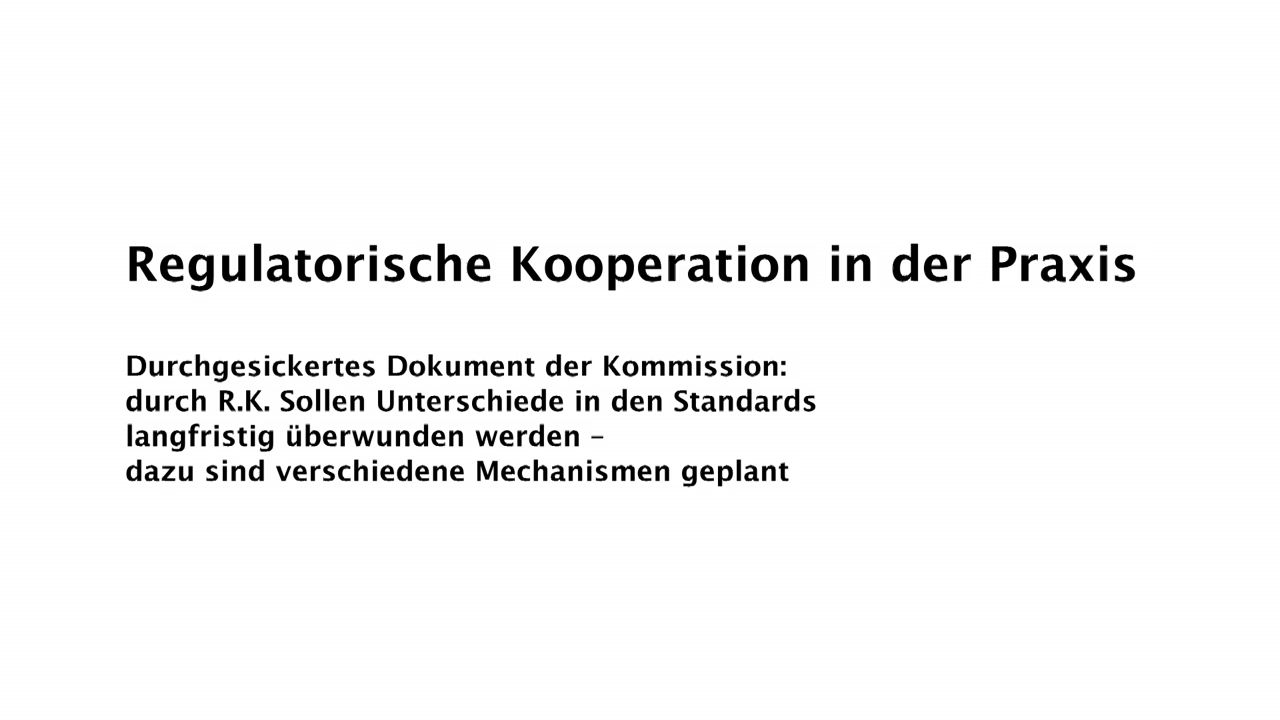 Regulatorische Kooperation in der Praxis
Durchgesickertes Dokument der Kommission:
durch R.K. Sollen Unterschiede in den Standards
langfristig überwunden werden –
dazu sind verschiedene Mechanismen geplant